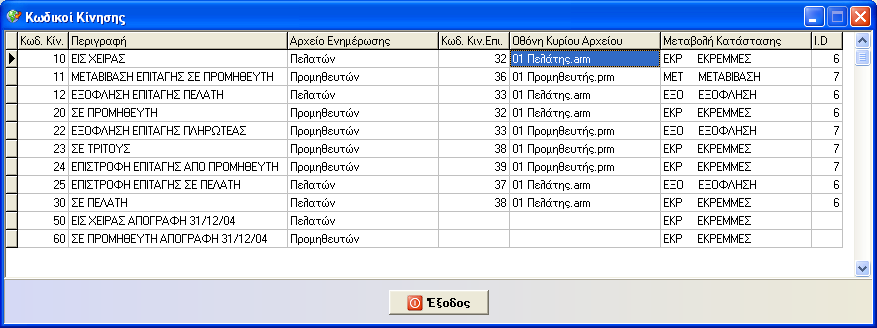 Κωδικοί Κίνησης
Κωδ. Κίν. Περιγραφή Αρχείο Ενημέρωσης Κωδ. Κιν.Επι. Οθόνη Κυρίου Αρχείου Μεταβολή Κατάστασης I.D
10 ΕΙΣ ΧΕΙΡΑΣ Πελατών 32 01 Πελάτης.arm ΕΚΡ ΕΚΡΕΜΜΕΣ 6
11 ΜΕΤΑΒΙΒΑΣΗ ΕΠΙΤΑΓΗΣ ΣΕ ΠΡΟΜΗΘΕΥΤΗ Προμηθευτών 36 01 Προμηθευτής.prm ΜΕΤ ΜΕΤΑΒΙΒΑΣΗ 7
12 ΕΞΟΦΛΗΣΗ ΕΠΙΤΑΓΗΣ ΠΕΛΑΤΗ Πελατών 33 01 Πελάτης.arm ΕΞΟ ΕΞΟΦΛΗΣΗ 6
20 ΣΕ ΠΡΟΜΗΘΕΥΤΗ Προμηθευτών 32 01 Πελάτης.arm ΕΚΡ ΕΚΡΕΜΜΕΣ 6
22 ΕΞΟΦΛΗΣΗ ΕΠΙΤΑΓΗΣ ΠΛΗΡΩΤΕΑΣ Προμηθευτών 33 01 Προμηθευτής.prm ΕΞΟ ΕΞΟΦΛΗΣΗ 7
23 ΣΕ ΤΡΙΤΟΥΣ Προμηθευτών 38 01 Προμηθευτής.prm ΕΚΡ ΕΚΡΕΜΜΕΣ 7
24 ΕΠΙΣΤΡΟΦΗ ΕΠΙΤΑΓΗΣ ΑΠΟ ΠΡΟΜΗΘΕΥΤΗ Προμηθευτών 39 01 Προμηθευτής.prm ΕΚΡ ΕΚΡΕΜΜΕΣ 7
25 ΕΠΙΣΤΡΟΦΗ ΕΠΙΤΑΓΗΣ ΣΕ ΠΕΛΑΤΗ Πελατών 37 01 Πελάτης.arm ΕΞΟ ΕΞΟΦΛΗΣΗ 6
30 ΣΕ ΠΕΛΑΤΗ Πελατών 38 01 Πελάτης.arm ΕΚΡ ΕΚΡΕΜΜΕΣ 6
50 ΕΙΣ ΧΕΙΡΑΣ ΑΠΟΓΡΑΦΗ 31/12/04 Πελατών ΕΚΡ ΕΚΡΕΜΜΕΣ
60 ΣΕ ΠΡΟΜΗΘΕΥΤΗ ΑΠΟΓΡΑΦΗ 31/12/04 Προμηθευτών ΕΚΡ ΕΚΡΕΜΜΕΣ
Έξοδος